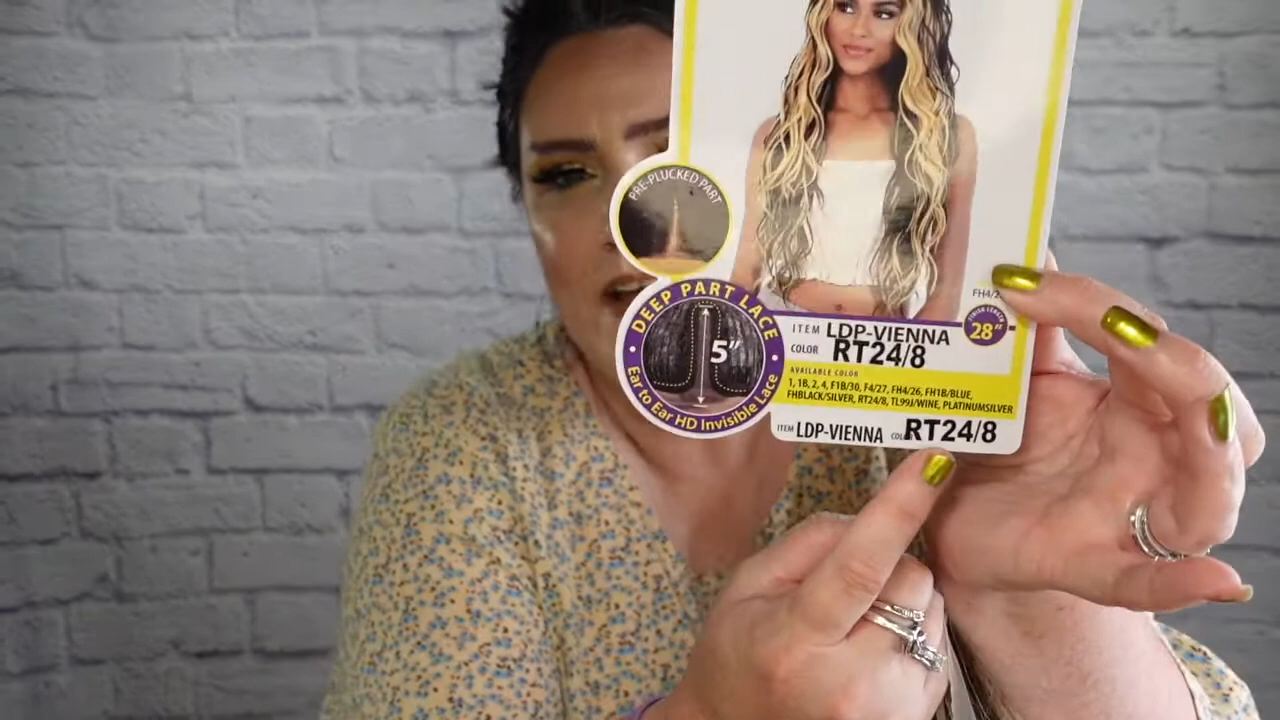 PRE-PLUCKED PART
DEEP PART LACE
5"
Ear to Ear HD Invisible Lace
FH4/2
ITEM LDP-VIENNA
COLOR RT24/8
FINISH LENGTH
28"
AVAILABLE COLOR
1, 1B, 2, 4, F1B/30, F4/27, FH4/26, FH1B/BLUE,
FHBLACK/SILVER, RT24/8, TL99J/WINE, PLATINUMSILVER
ITEM LDP-VIENNA RT24/8